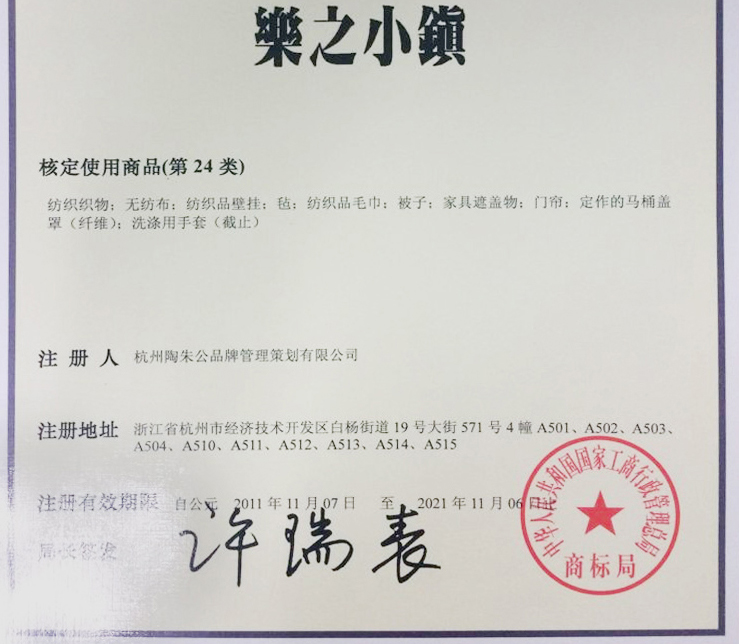 樂之小鎮
核定使用商品(第 24 类)
纺织织物；无纺布；纺织品壁挂；毡；纺织品毛巾；被子；家具遮盖物；门帘；定作的马桶盖
罩（纤维)；洗涤用手套（截止）
注 册 人 杭州陶朱公品牌管理策划有限公司
注册地址 浙江省杭州市经济技术开发区白杨街道 19 号大街 571 号 4 幢 A501、A502、A503、
A504、A510、A511、A512、A513、A514、A515
注册有效期限 自公元 2011 年 11 月 07 日 至 2021 年 11 月 06 日止
局长签发 许瑞表
中华人民共和国国家工商行政管理总局
商标局